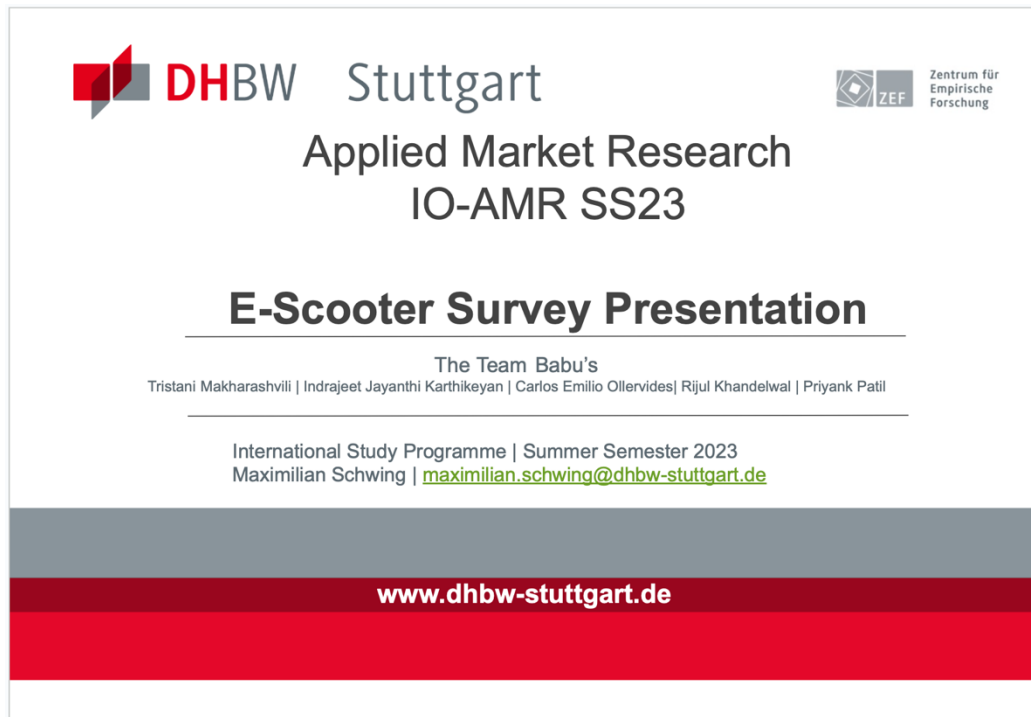 DHBW Stuttgart
ZEF
Zentrum für
Empirische
Forschung
Applied Market Research
IO-AMR SS23
E-Scooter Survey Presentation
The Team Babu's
Tristani Makharashvili | Indrajeet Jayanthi Karthikeyan | Carlos Emilio Ollervides| Rijul Khandelwal | Priyank Patil
International Study Programme | Summer Semester 2023
Maximilian Schwing | maximilian.schwing@dhbw-stuttgart.de
www.dhbw-stuttgart.de